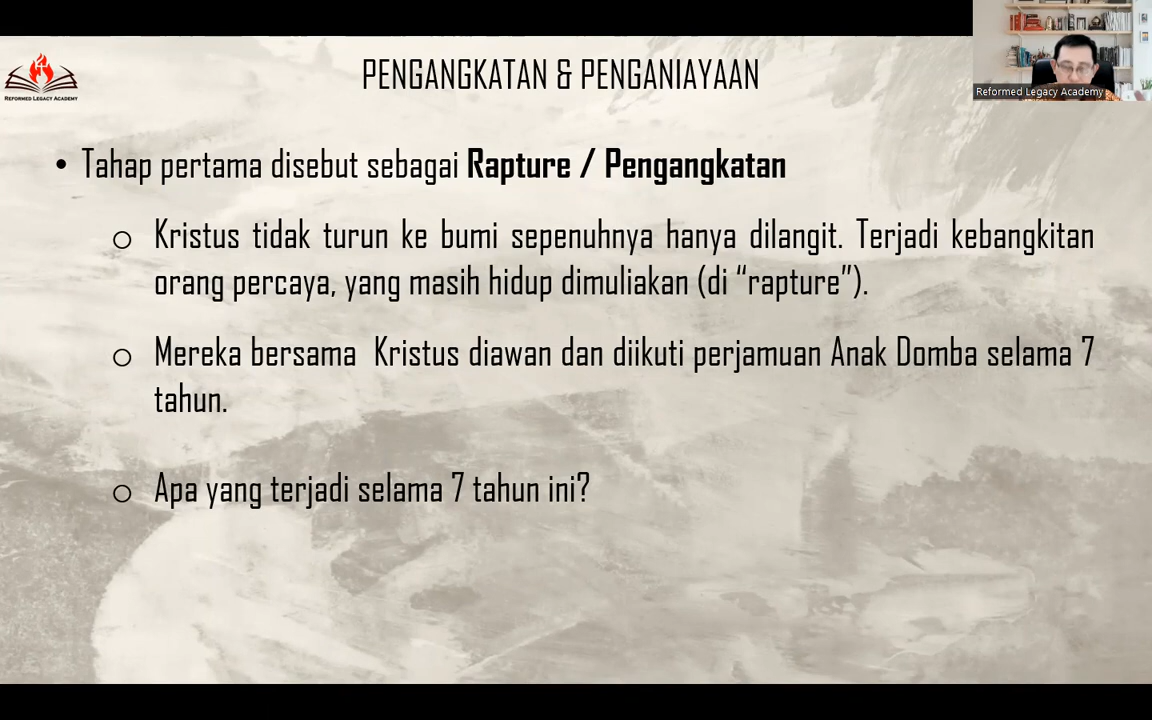 PENGANGKATAN & PENGANIAYAAN
REFORMED LEGACY ACADEMY
Reformed Legacy Academy
• Tahap pertama disebut sebagai Rapture / Pengangkatan
o Kristus tidak turun ke bumi sepenuhnya hanya dilangit. Terjadi kebangkitan
orang percaya, yang masih hidup dimuliakan (di “rapture”).
o Mereka bersama Kristus diawan dan diikuti perjamuan Anak Domba selama 7
tahun.
o Apa yang terjadi selama 7 tahun ini?